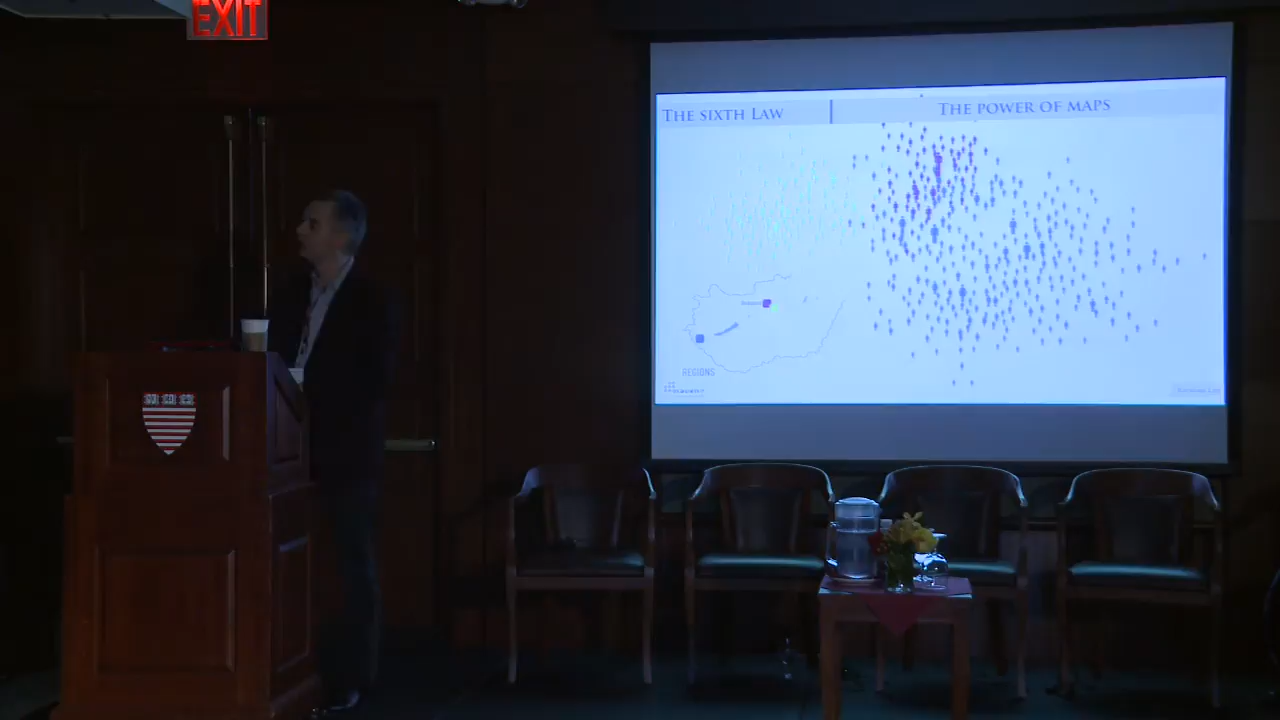 EXIT
THE SIXTH LAW
THE POWER OF MAPS
REGIONS